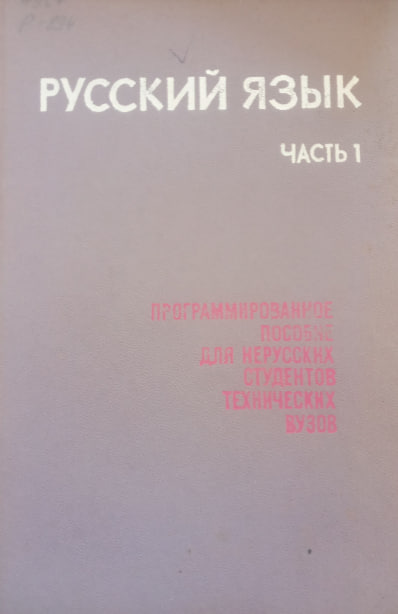 РУССКИЙ ЯЗЫК
ЧАСТЬ 1
ПРОГРАММИРОВАННОЕ
ПОСОБИЕ
ДЛЯ НЕРУССКИХ
СТУДЕНТОВ
ТЕХНИЧЕСКИХ
ВУЗОВ